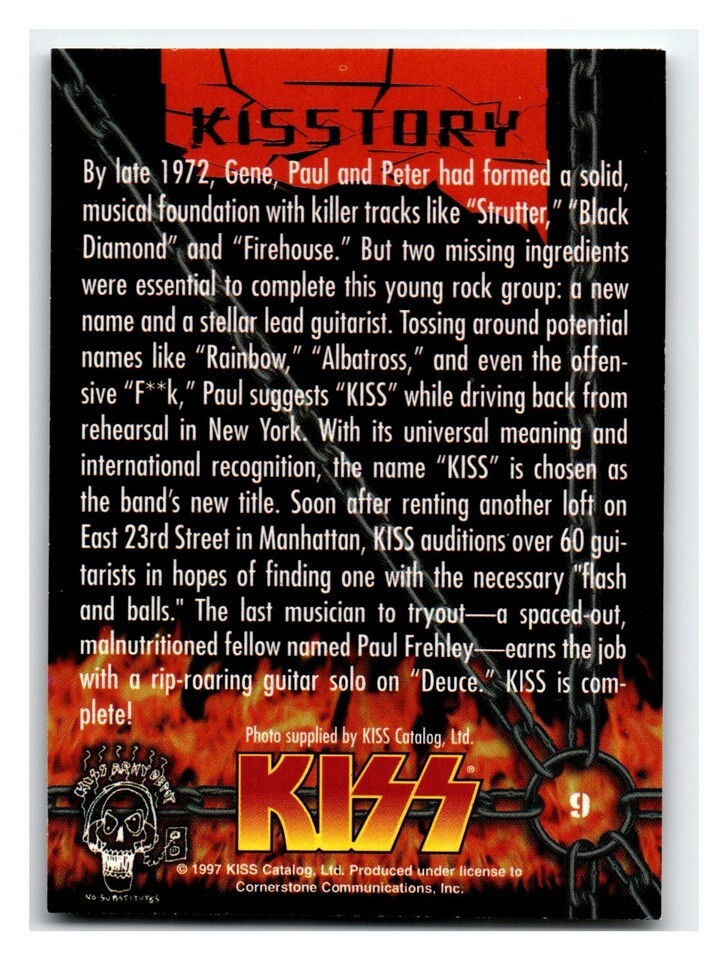 KISSTORY
By late 1972, Gene, Paul and Peter had formed a solid,
musical foundation with killer tracks like “Strutter,” “Black
Diamond” and “Firehouse.” But two missing ingredients
were essential to complete this young rock group: a new
name and a stellar lead guitarist. Tossing around potential
names like “Rainbow,” “Albatross,” and even the offen-
sive “F**k,” Paul suggests “KISS” while driving back from
rehearsal in New York. With its universal meaning and
international recognition, the name “KISS” is chosen as
the band’s new title. Soon after renting another loft on
East 23rd Street in Manhattan, KISS auditions over 60 gui-
tarists in hopes of finding one with the necessary "flash
and balls." The last musician to tryout—a spaced-out,
malnutritioned fellow named Paul Frehley—earns the job
with a rip-roaring guitar solo on “Deuce.” KISS is com-
plete!
Photo supplied by KISS Catalog, Ltd.
KISS ARMY DEPT
NO SUBSTITUTES
KISS®
9
© 1997 KISS Catalog, Ltd. Produced under license to
Cornerstone Communications, Inc.